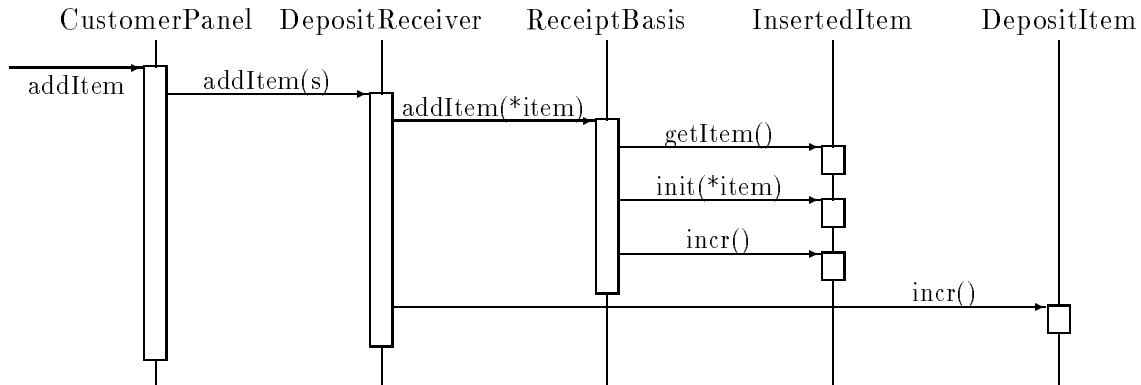 CustomerPanel DepositReceiver ReceiptBasis InsertedItem DepositItem
addItem
addItem(s)
addItem(*item)
getItem()
init(*item)
incr()
incr()